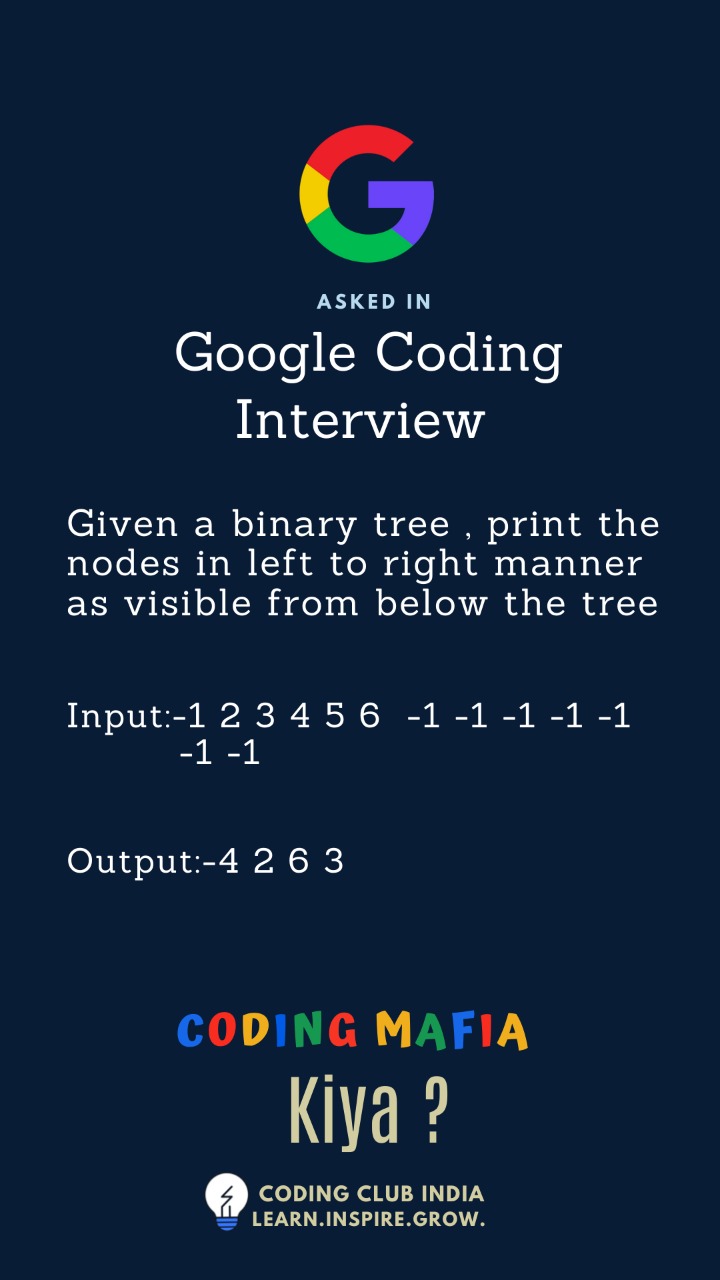 ASKED IN
Google Coding
Interview
Given a binary tree , print the
nodes in left to right manner
as visible from below the tree
Input:-1 2 3 4 5 6 -1 -1 -1 -1 -1
-1 -1
Output:-4 2 6 3
CODING MAFIA
Kiya ?
CODING CLUB INDIA
LEARN.INSPIRE.GROW.